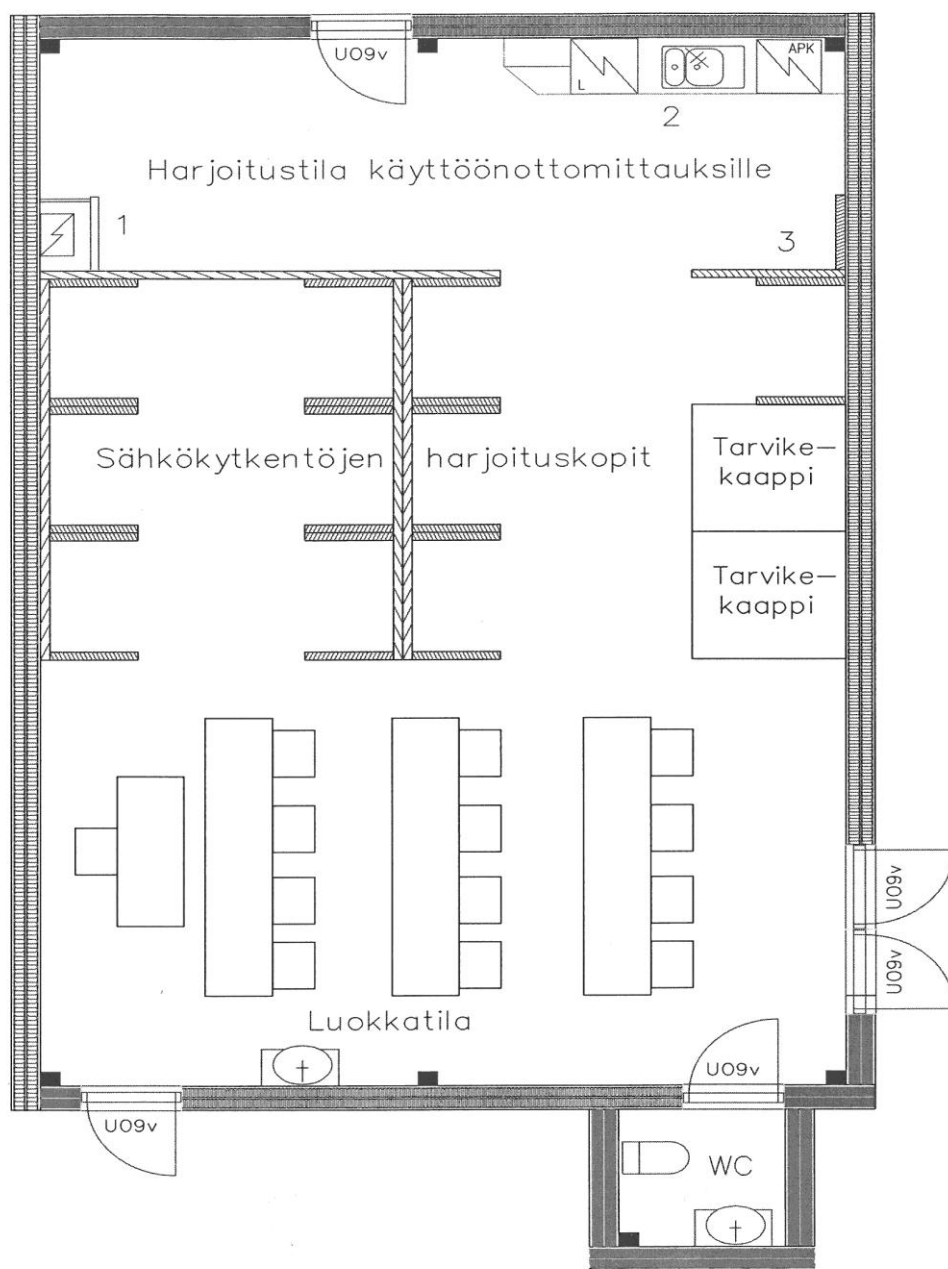 U09v
L
APK
2
Harjoitustila käyttöönottomittauksille
1
3
Sähkökytkentöjen harjoituskopit
Tarvike-
kaappi
Tarvike-
kaappi
U09v
U09v
Luokkatila
U09v
U09v
WC